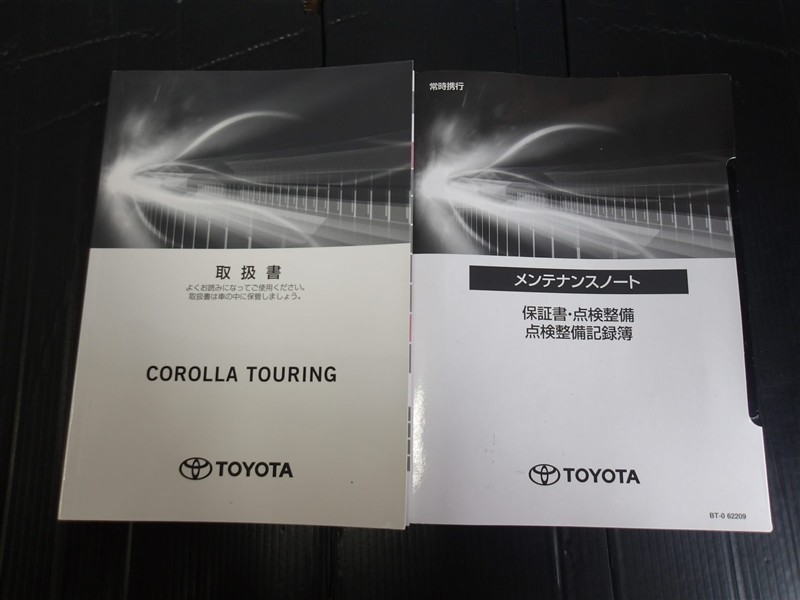 取扱書
よくお読みになってご使用ください。
取扱書は車の中に保管しましょう。
COROLLA TOURING
TOYOTA
常時携行
メンテナンスノート
保証書・点検整備
点検整備記録簿
TOYOTA
BT-0 62209